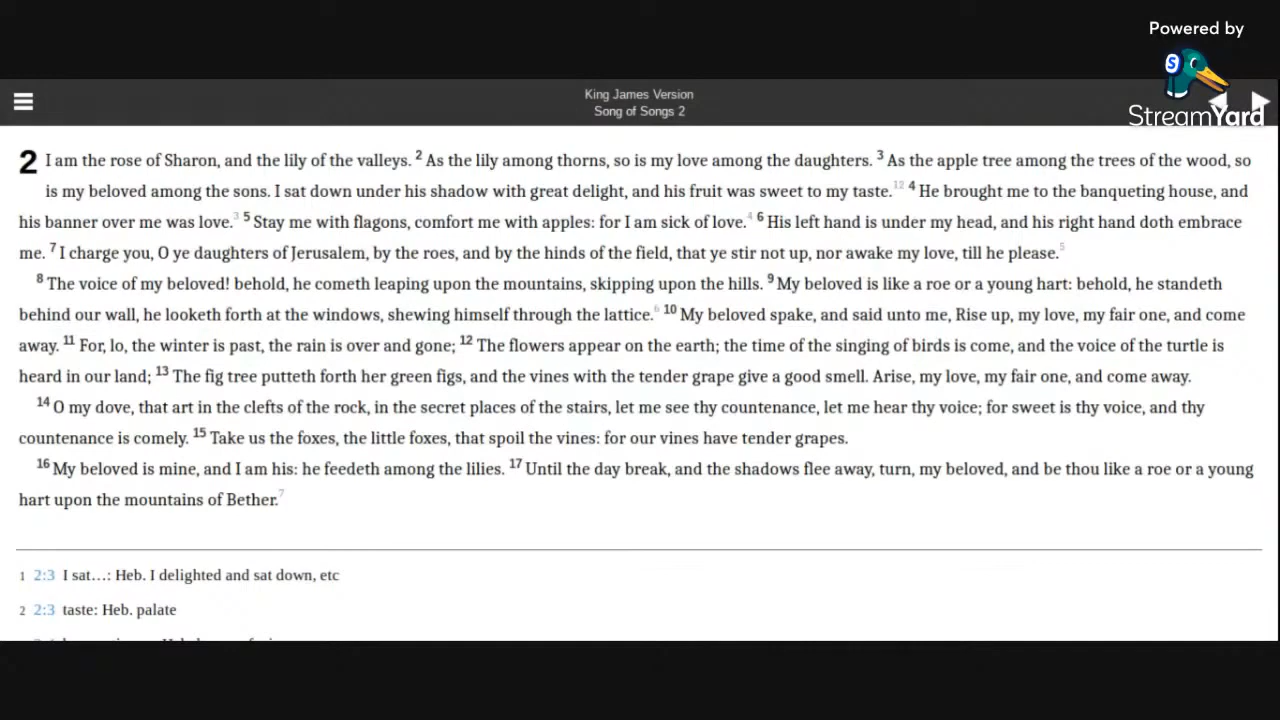 Powered by
StreamYard
King James Version
Song of Songs 2
2 I am the rose of Sharon, and the lily of the valleys. 2 As the lily among thorns, so is my love among the daughters. 3 As the apple tree among the trees of the wood, so
is my beloved among the sons. I sat down under his shadow with great delight, and his fruit was sweet to my taste. 12 4 He brought me to the banqueting house, and
his banner over me was love. 3 5 Stay me with flagons, comfort me with apples: for I am sick of love. 4 6 His left hand is under my head, and his right hand doth embrace
me. 7 I charge you, O ye daughters of Jerusalem, by the roes, and by the hinds of the field, that ye stir not up, nor awake my love, till he please. 5
8 The voice of my beloved! behold, he cometh leaping upon the mountains, skipping upon the hills. 9 My beloved is like a roe or a young hart: behold, he standeth
behind our wall, he looketh forth at the windows, shewing himself through the lattice. 6 10 My beloved spake, and said unto me, Rise up, my love, my fair one, and come
away. 11 For, lo, the winter is past, the rain is over and gone; 12 The flowers appear on the earth; the time of the singing of birds is come, and the voice of the turtle is
heard in our land; 13 The fig tree putteth forth her green figs, and the vines with the tender grape give a good smell. Arise, my love, my fair one, and come away.
14 O my dove, that art in the clefts of the rock, in the secret places of the stairs, let me see thy countenance, let me hear thy voice; for sweet is thy voice, and thy
countenance is comely. 15 Take us the foxes, the little foxes, that spoil the vines: for our vines have tender grapes.
16 My beloved is mine, and I am his: he feedeth among the lilies. 17 Until the day break, and the shadows flee away, turn, my beloved, and be thou like a roe or a young
hart upon the mountains of Bether. 7
1 2:3 I sat…: Heb. I delighted and sat down, etc
2 2:3 taste: Heb. palate